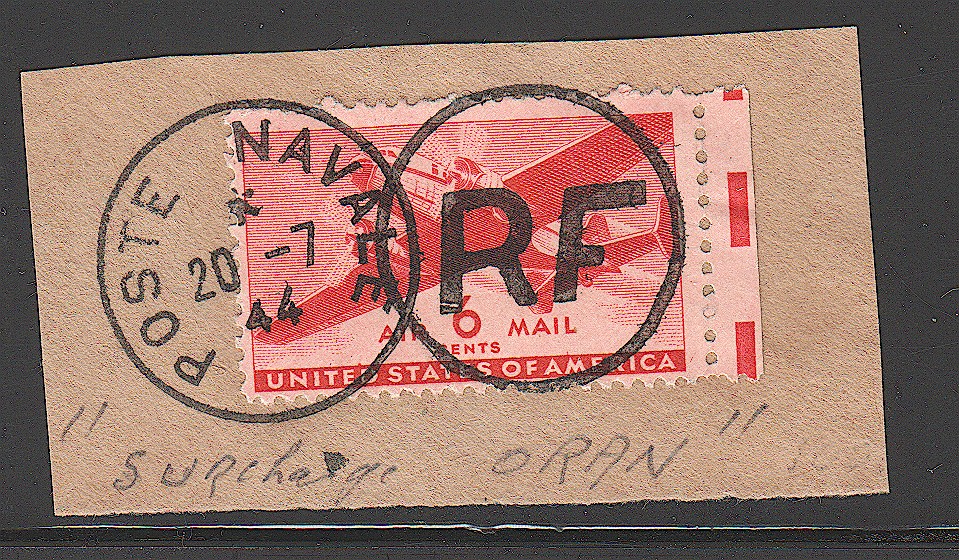 POSTE NAVALE
*
20 -7
44
RF
AIR 6 MAIL
CENTS
UNITED STATES OF AMERICA
" surcharge ORAN "